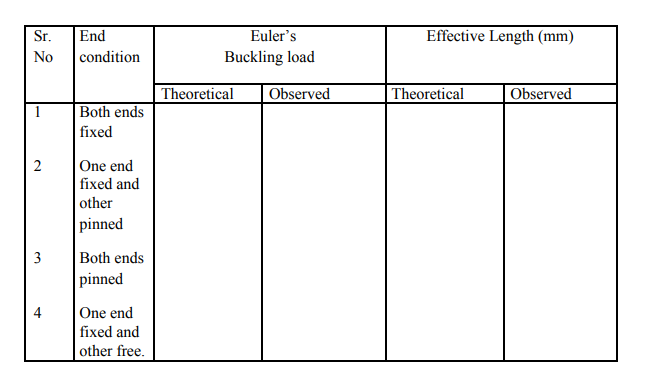 Sr. No
End condition
Euler’s
Buckling load
Effective Length (mm)
Theoretical
Observed
Theoretical
Observed
1
Both ends
fixed
2
One end
fixed and
other
pinned
3
Both ends
pinned
4
One end
fixed and
other free.